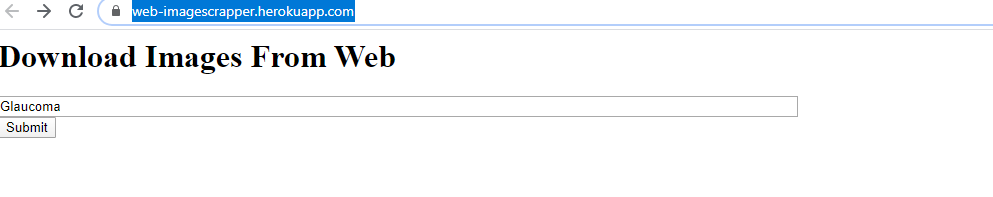 web-imagescrapper.herokuapp.com
Download Images From Web
Glaucoma
Submit